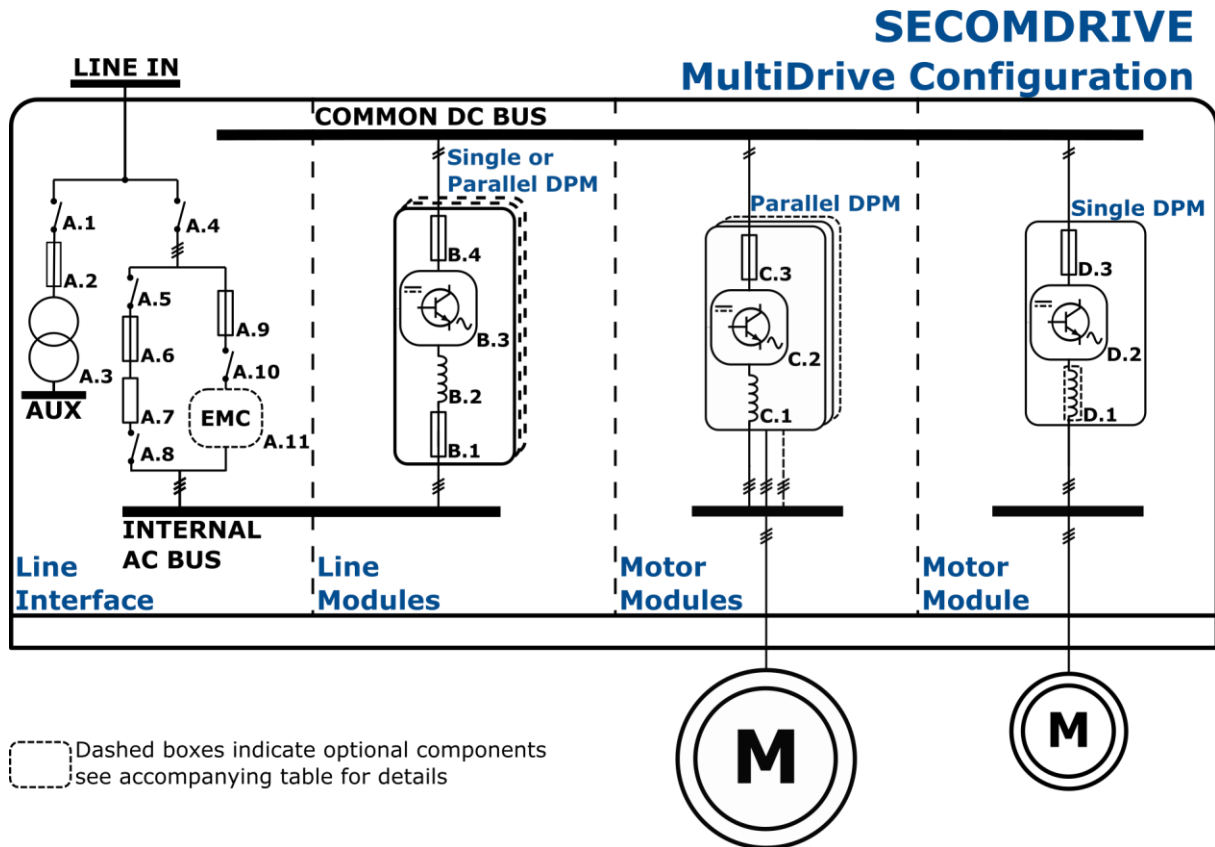 SECOMDRIVE
MultiDrive Configuration
LINE IN
COMMON DC BUS
Single or
Parallel DPM
Parallel DPM
Single DPM
A.1
A.4
A.2
A.5
A.9
A.6
A.3
A.10
AUX
A.7
EMC
A.8
A.11
B.4
B.3
B.2
B.1
C.3
C.2
C.1
D.3
D.2
D.1
INTERNAL
AC BUS
Line
Interface
Line
Modules
Motor
Modules
Motor
Module
M
M
Dashed boxes indicate optional components
see accompanying table for details